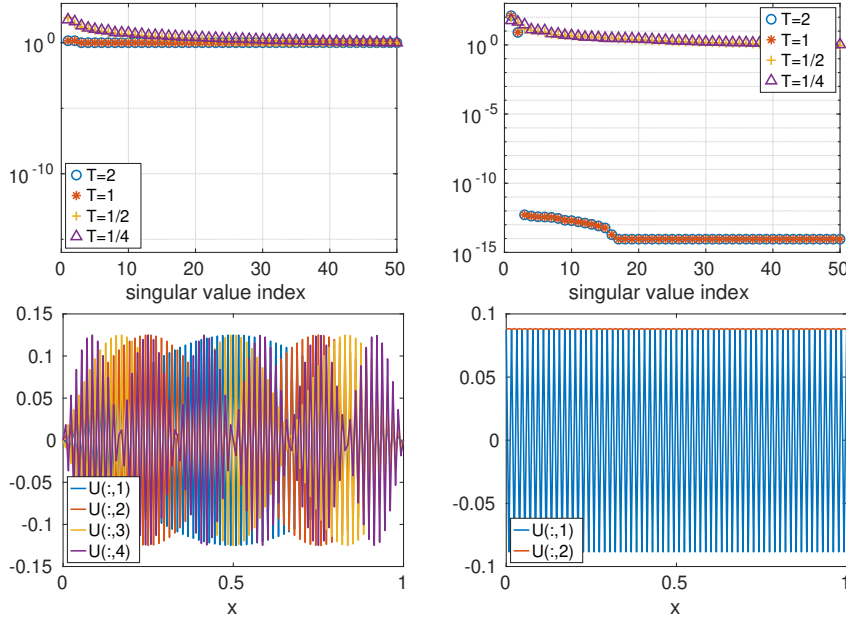 10^0
10^-10
0 10 20 30 40 50
singular value index
T=2
T=1
T=1/2
T=1/4
10^0
10^-5
10^-10
10^-15
0 10 20 30 40 50
singular value index
T=2
T=1
T=1/2
T=1/4
0.15
0.10
0.05
0
-0.05
-0.1
-0.15
0 0.5 1
x
U(:,1)
U(:,2)
U(:,3)
U(:,4)
0.1
0.05
0
-0.05
-0.1
0 0.5 1
x
U(:,1)
U(:,2)